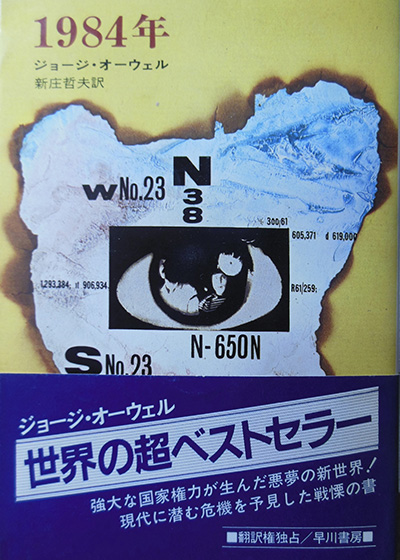 1984年
ジョージ・オーウェル
新庄哲夫訳
W No.23
N
38
300/61
605,371 d 619,000
1,293,384, st 906,934,
R61/259;
N-650N
S No.23
ジョージ・オーウェル
世界の超ベストセラー
強大な国家権力が生んだ悪夢の新世界!
現代に潜む危機を予見した戦慄の書
■翻訳権独占/早川書房■